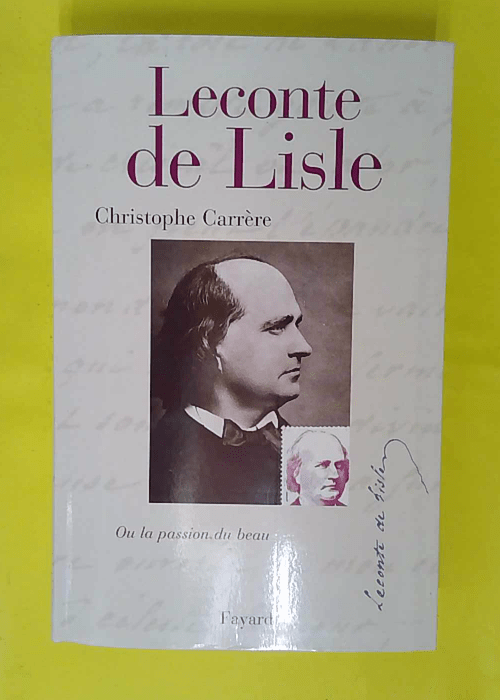 Leconte
de Lisle
Christophe Carrère
Ou la passion du beau
Leconte de Lisle
Fayard